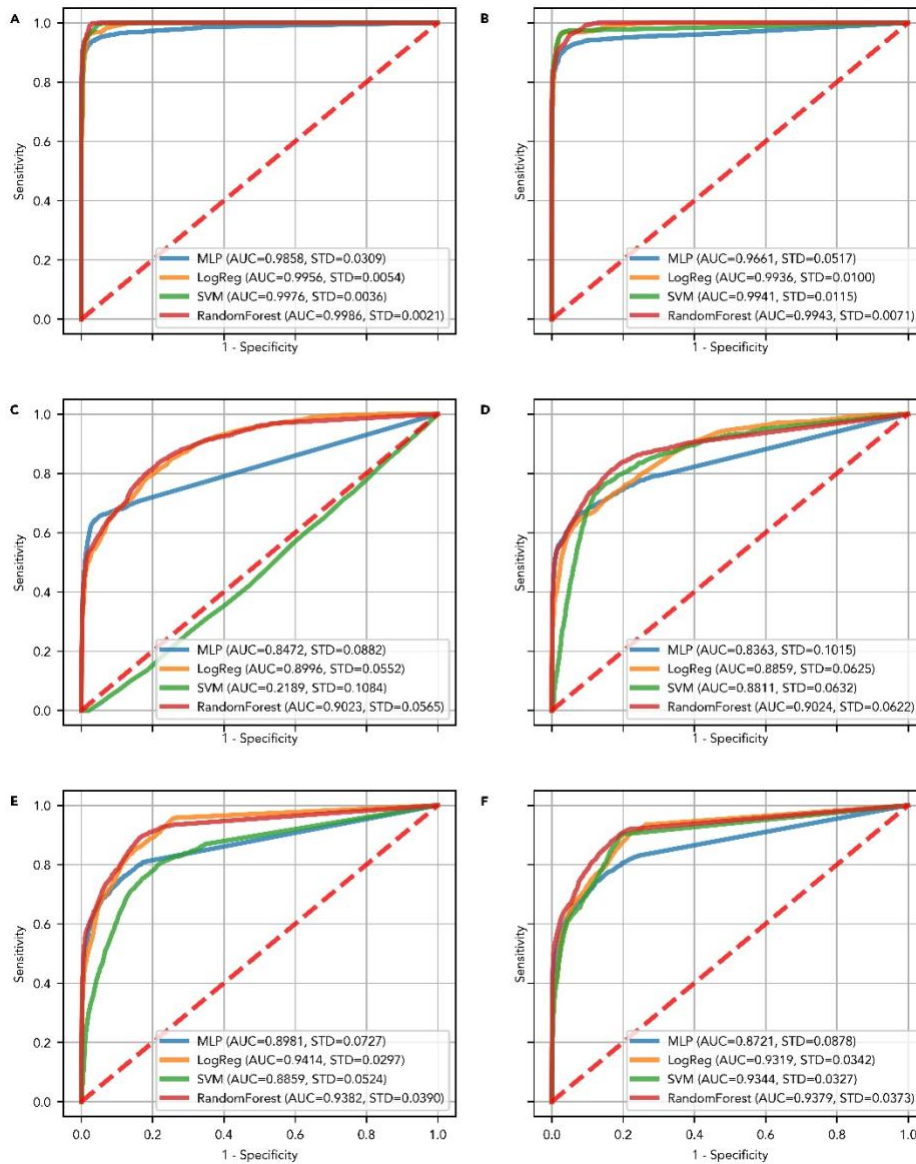 A
1.0
0.8
0.6
0.4
0.2
0.0
Sensitivity
MLP (AUC=0.9858, STD=0.0309)
LogReg (AUC=0.9956, STD=0.0054)
SVM (AUC=0.9976, STD=0.0036)
RandomForest (AUC=0.9986, STD=0.0021)
1 - Specificity
B
Sensitivity
MLP (AUC=0.9661, STD=0.0517)
LogReg (AUC=0.9936, STD=0.0100)
SVM (AUC=0.9941, STD=0.0115)
RandomForest (AUC=0.9943, STD=0.0071)
1 - Specificity
C
1.0
0.8
0.6
0.4
0.2
0.0
Sensitivity
MLP (AUC=0.8472, STD=0.0882)
LogReg (AUC=0.8996, STD=0.0552)
SVM (AUC=0.2189, STD=0.1084)
RandomForest (AUC=0.9023, STD=0.0565)
1 - Specificity
D
Sensitivity
MLP (AUC=0.8363, STD=0.1015)
LogReg (AUC=0.8859, STD=0.0625)
SVM (AUC=0.8811, STD=0.0632)
RandomForest (AUC=0.9024, STD=0.0622)
1 - Specificity
E
1.0
0.8
0.6
0.4
0.2
0.0
Sensitivity
MLP (AUC=0.8981, STD=0.0727)
LogReg (AUC=0.9414, STD=0.0297)
SVM (AUC=0.8859, STD=0.0524)
RandomForest (AUC=0.9382, STD=0.0390)
0.0 0.2 0.4 0.6 0.8 1.0
1 - Specificity
F
Sensitivity
MLP (AUC=0.8721, STD=0.0878)
LogReg (AUC=0.9319, STD=0.0342)
SVM (AUC=0.9344, STD=0.0327)
RandomForest (AUC=0.9379, STD=0.0373)
0.0 0.2 0.4 0.6 0.8 1.0
1 - Specificity